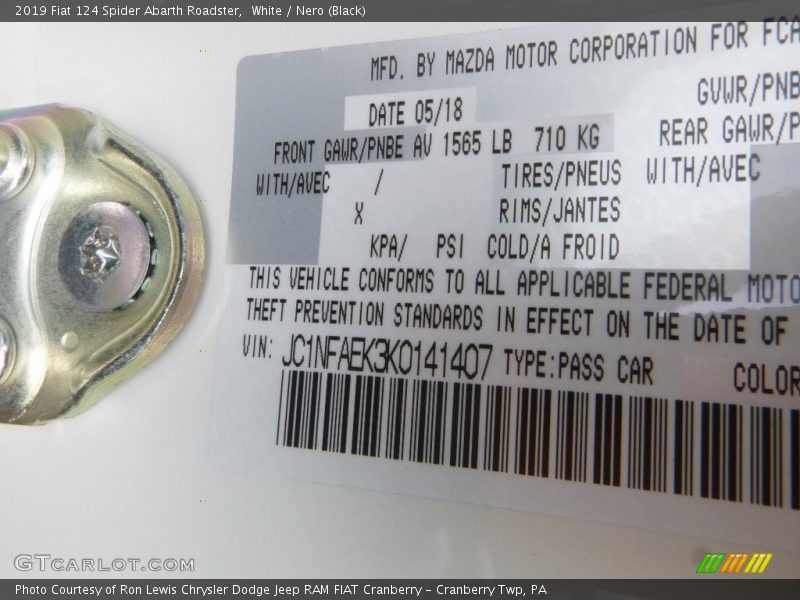 2019 Fiat 124 Spider Abarth Roadster,  White / Nero (Black)
MFD. BY MAZDA MOTOR CORPORATION FOR FCA
DATE 05/18 GVWR/PNB
FRONT GAWR/PNBE AV 1565 LB 710 KG REAR GAWR/P
WITH/AVEC / TIRES/PNEUS WITH/AVEC
X RIMS/JANTES
KPA/ PSI COLD/A FROID
THIS VEHICLE CONFORMS TO ALL APPLICABLE FEDERAL MOTO
THEFT PREVENTION STANDARDS IN EFFECT ON THE DATE OF
VIN: JC1NFAEK3K0141407 TYPE:PASS CAR COLOR
GTCARLOT.COM
Photo Courtesy of Ron Lewis Chrysler Dodge Jeep RAM FIAT Cranberry – Cranberry Twp, PA